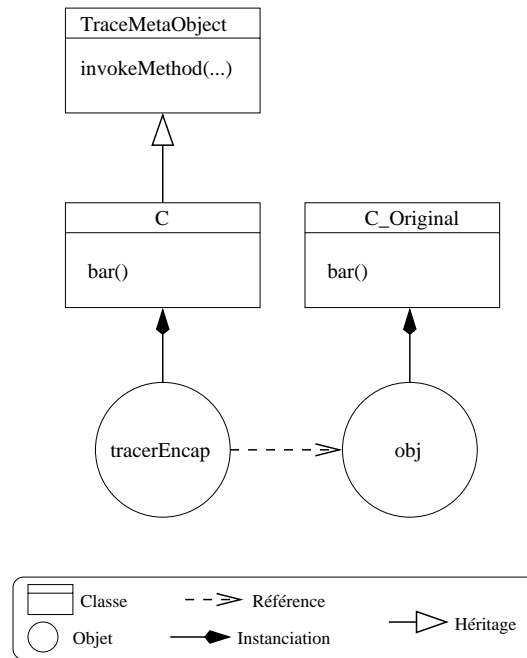 TraceMetaObject
invokeMethod(...)
C
C_Original
bar()
bar()
tracerEncap
obj
Classe
Référence
Héritage
Objet
Instanciation